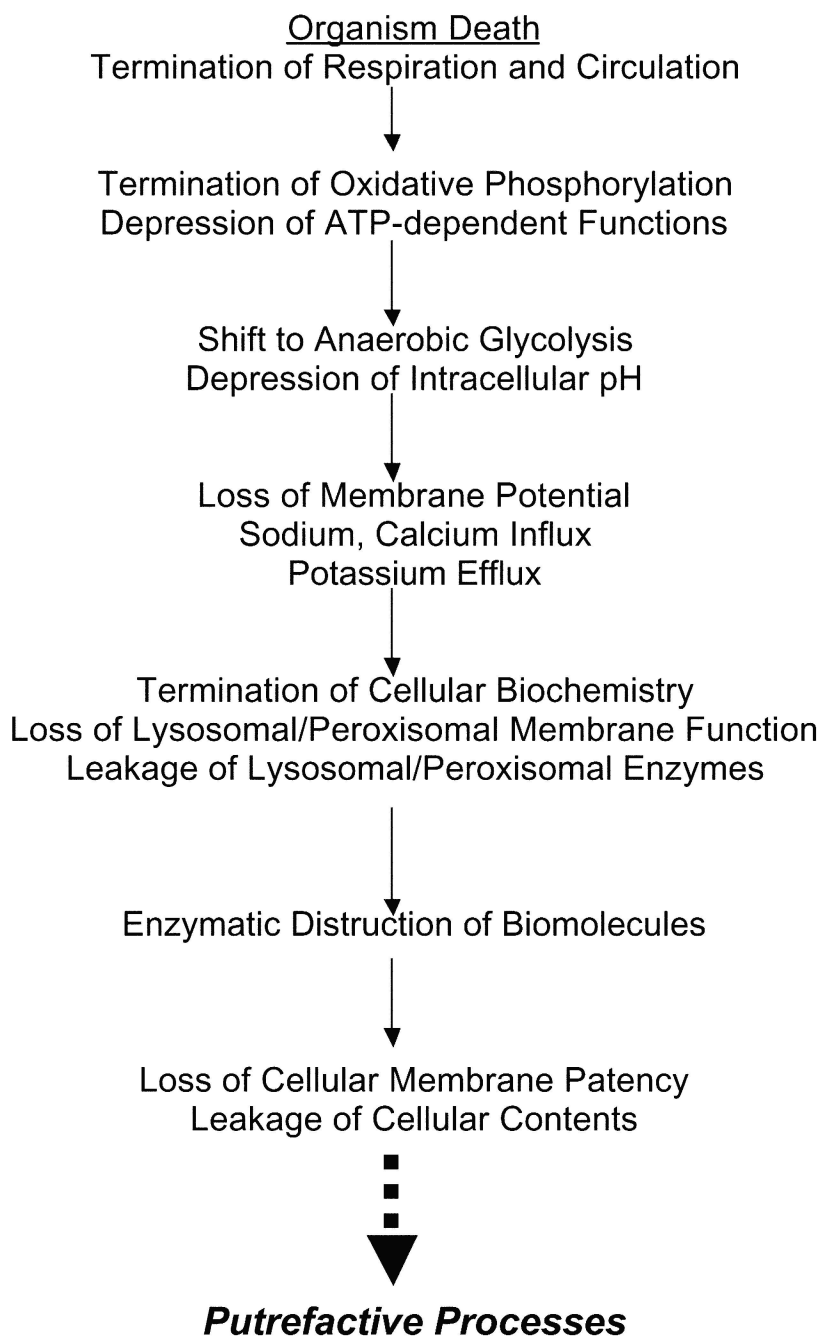 Organism Death
Termination of Respiration and Circulation
Termination of Oxidative Phosphorylation
Depression of ATP-dependent Functions
Shift to Anaerobic Glycolysis
Depression of Intracellular pH
Loss of Membrane Potential
Sodium, Calcium Influx
Potassium Efflux
Termination of Cellular Biochemistry
Loss of Lysosomal/Peroxisomal Membrane Function
Leakage of Lysosomal/Peroxisomal Enzymes
Enzymatic Distruction of Biomolecules
Loss of Cellular Membrane Patency
Leakage of Cellular Contents
Putrefactive Processes